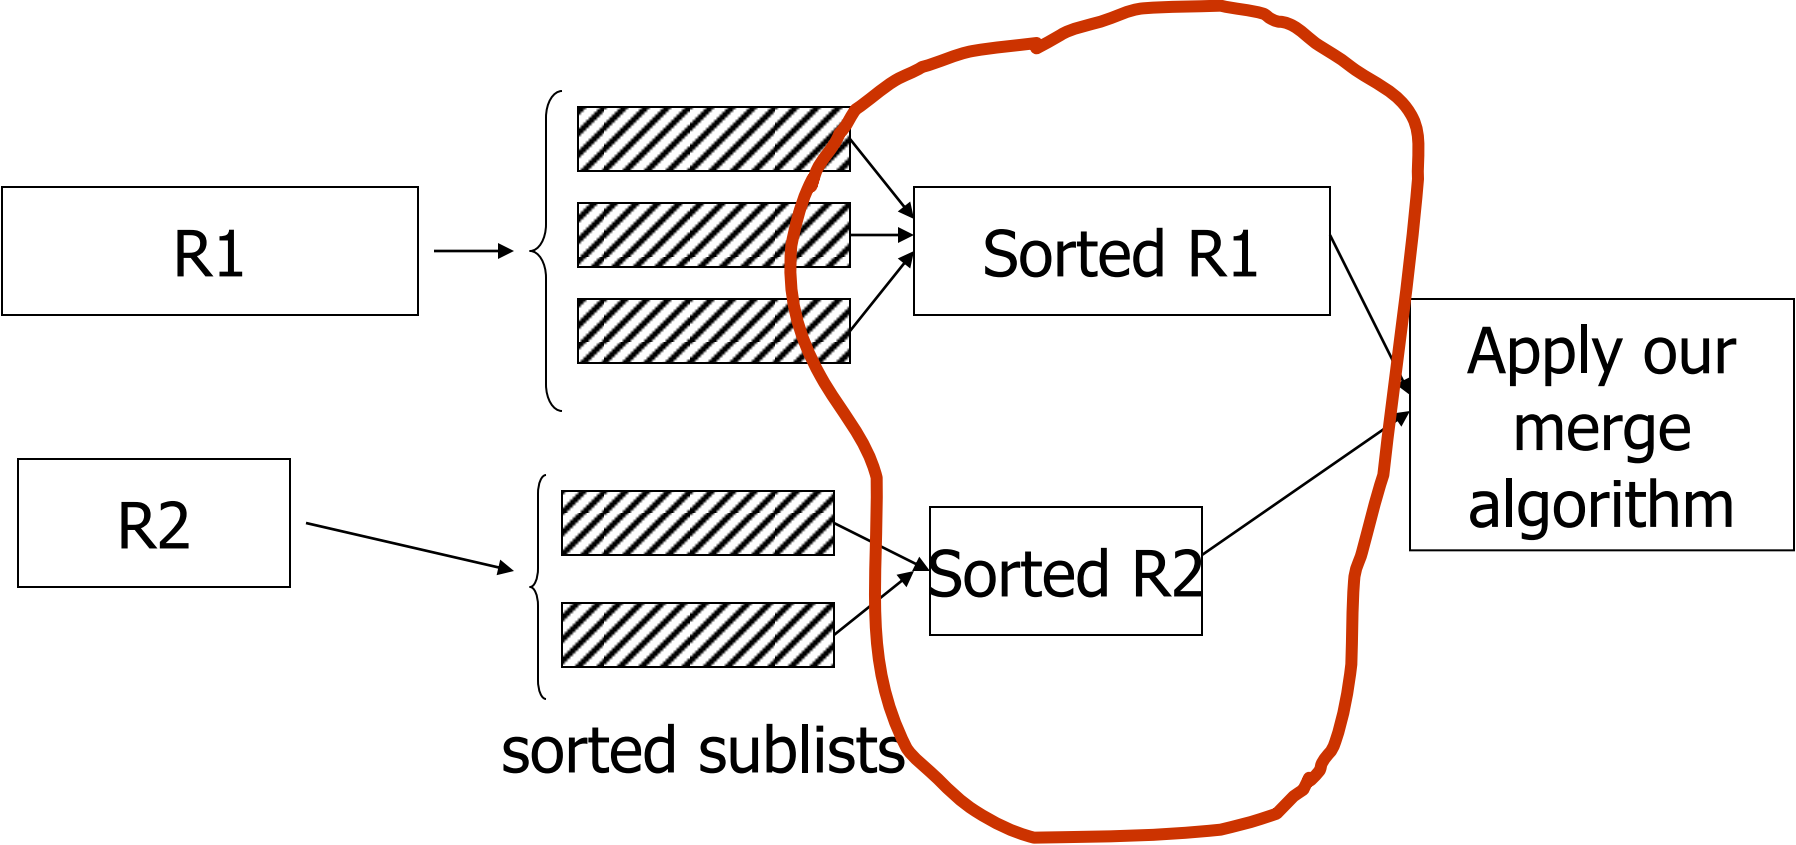 R1
Sorted R1
Apply our
merge
algorithm
R2
Sorted R2
sorted sublists